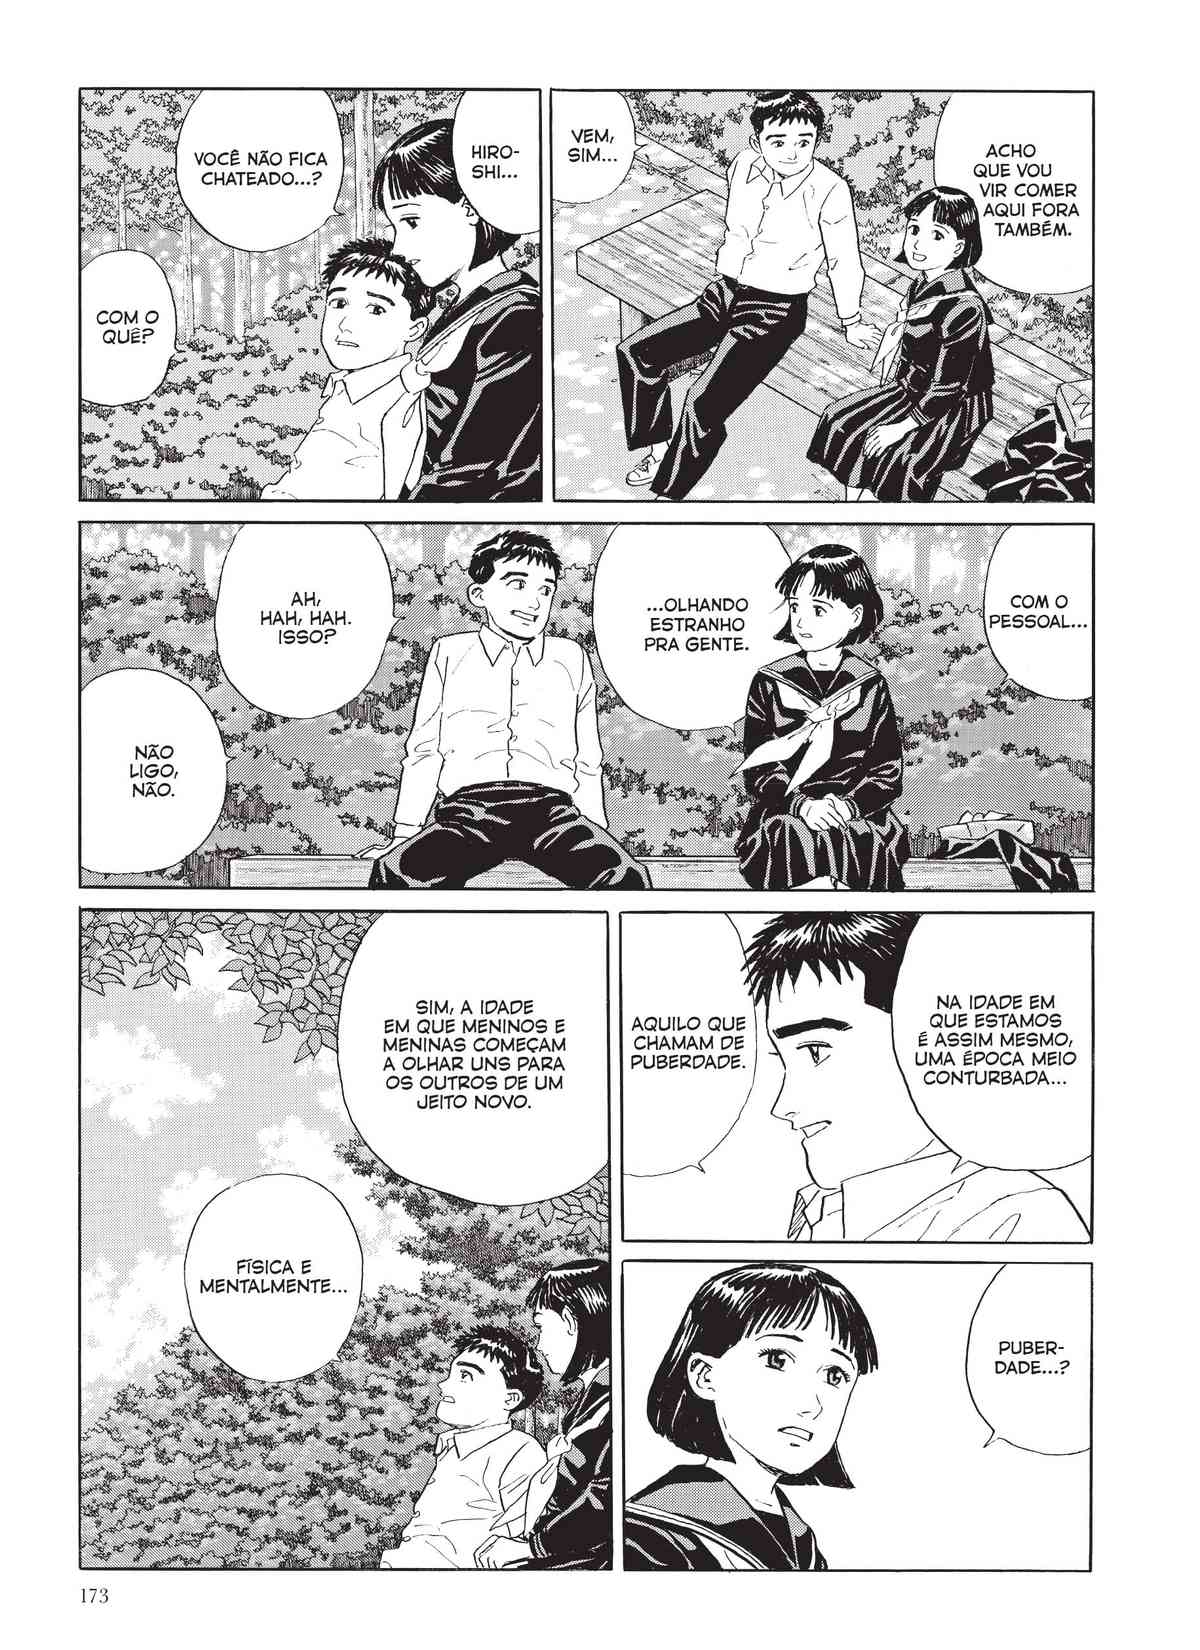 ACHO
QUE VOU
VIR COMER
AQUI FORA
TAMBÉM.
VEM,
SIM...
HIRO-
SHI...
VOCÊ NÃO FICA
CHATEADO...?
COM O
QUÊ?
COM O
PESSOAL...
...OLHANDO
ESTRANHO
PRA GENTE.
AH,
HAH, HAH.
ISSO?
NÃO
LIGO,
NÃO.
NA IDADE EM
QUE ESTAMOS
É ASSIM MESMO,
UMA ÉPOCA MEIO
CONTURBADA...
AQUILO QUE
CHAMAM DE
PUBERDADE.
PUBER-
DADE...?
SIM, A IDADE
EM QUE MENINOS E
MENINAS COMEÇAM
A OLHAR UNS PARA
OS OUTROS DE UM
JEITO NOVO.
FÍSICA E
MENTALMENTE...
173